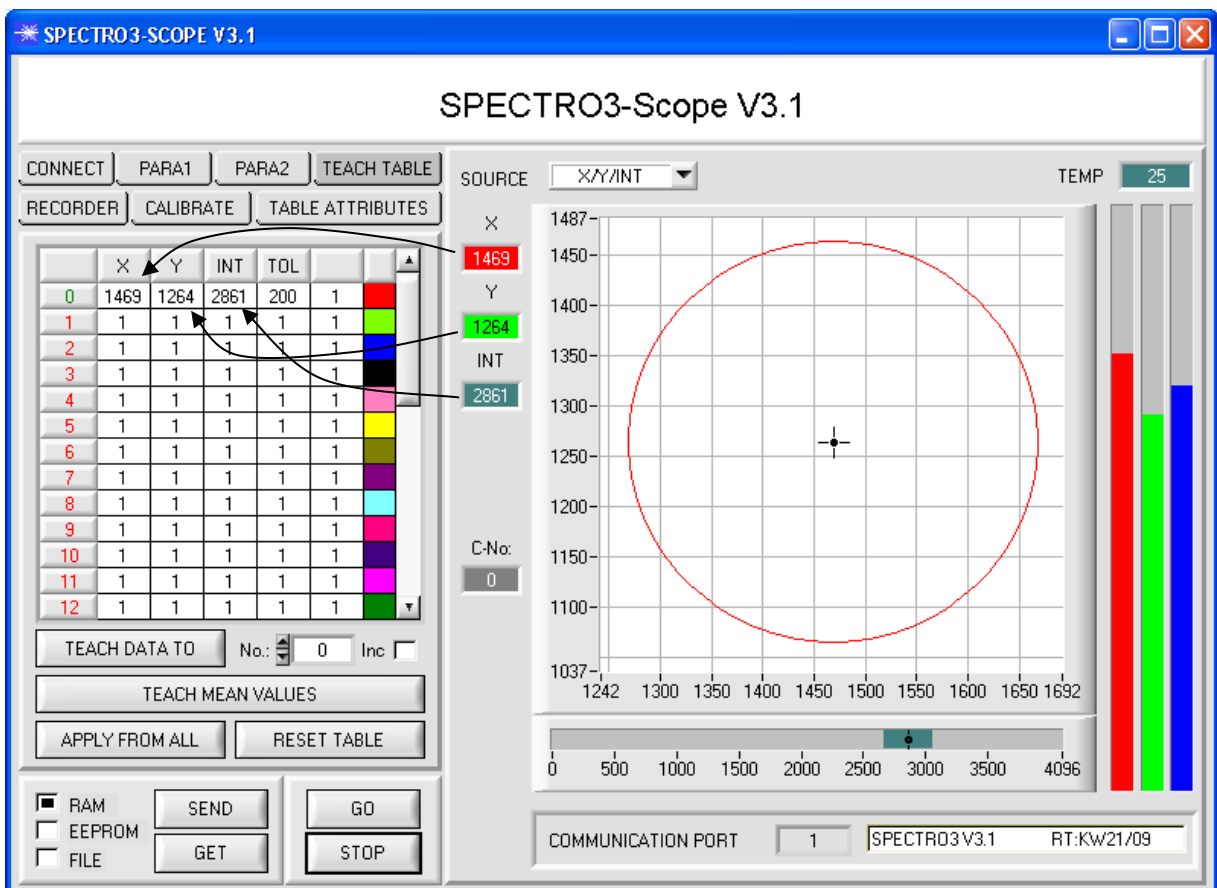 SPECTRO3-SCOPE V3.1
SPECTRO3-Scope V3.1
CONNECT PARA1 PARA2 TEACH TABLE
RECORDER CALIBRATE TABLE ATTRIBUTES
X Y INT TOL
0 1469 1264 2861 200 1
1 1 1 1 1 1
2 1 1 1 1 1
3 1 1 1 1 1
4 1 1 1 1 1
5 1 1 1 1 1
6 1 1 1 1 1
7 1 1 1 1 1
8 1 1 1 1 1
9 1 1 1 1 1
10 1 1 1 1 1
11 1 1 1 1 1
12 1 1 1 1 1
TEACH DATA TO No.: 0 Inc
TEACH MEAN VALUES
APPLY FROM ALL RESET TABLE
RAM
EEPROM
FILE
SEND
GET
GO
STOP
SOURCE X/Y/INT TEMP 25
X
1469
Y
1264
INT
2861
C-No:
0
1487
1450
1400
1350
1300
1250
1200
1150
1100
1037
1242 1300 1350 1400 1450 1500 1550 1600 1650 1692
0 500 1000 1500 2000 2500 3000 3500 4096
COMMUNICATION PORT 1 SPECTRO3 V3.1 RT:KW21/09